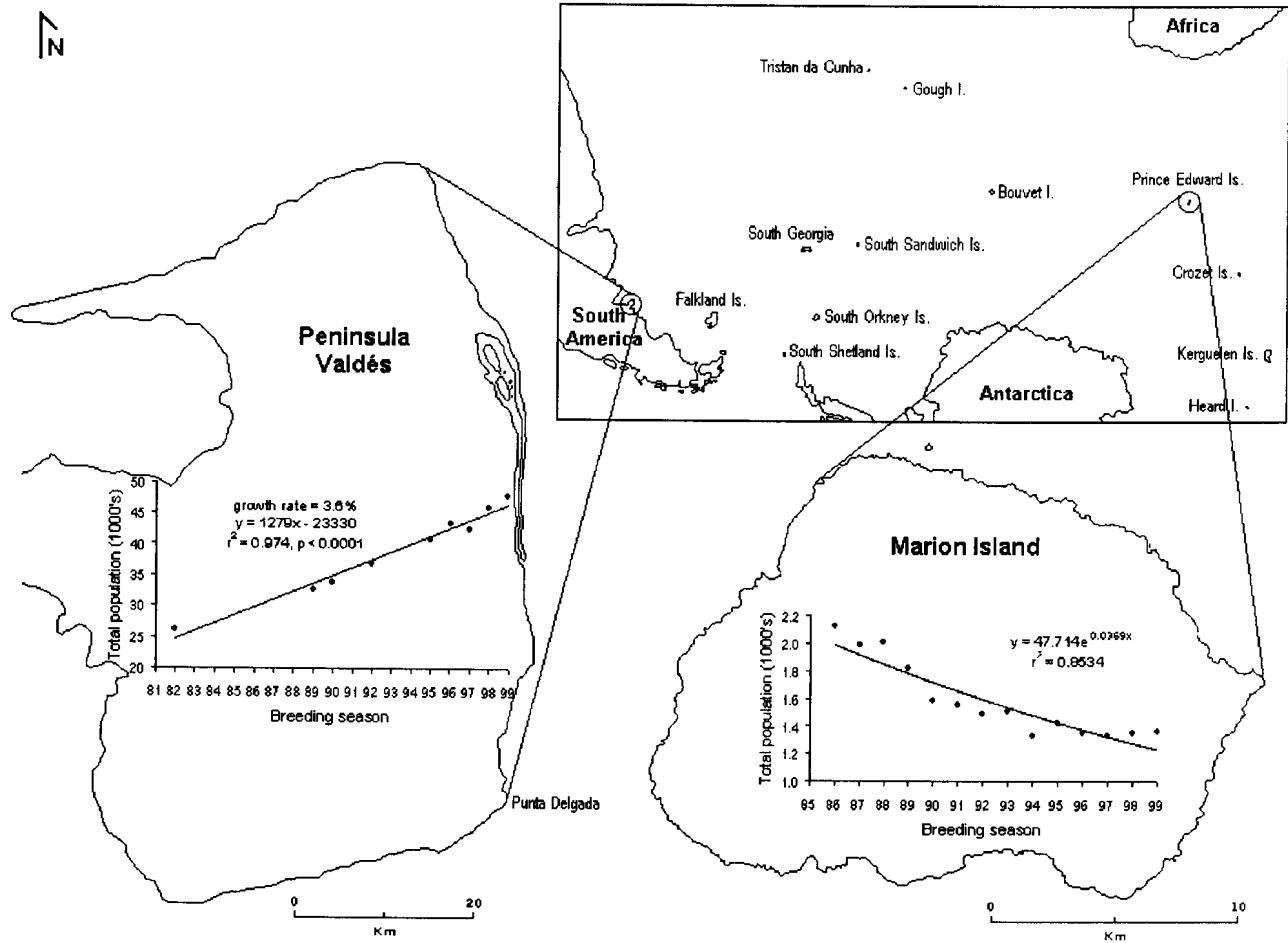 N
Africa
Tristan da Cunha
Gough I.
Bouvet I.
Prince Edward Is.
South Georgia
South Sandwich Is.
Crozet Is.
Falkland Is.
South
America
South Orkney Is.
South Shetland Is.
Kerguelen Is.
Antarctica
Heard I.
Peninsula
Valdés
Total population (1000's)
50
45
40
35
30
25
20
growth rate = 3.6%
y = 1279x - 23330
r² = 0.974, p < 0.0001
81 82 83 84 85 86 87 88 89 90 91 92 93 94 95 96 97 98 99
Breeding season
Punta Delgada
0 20
Km
Marion Island
Total population (1000's)
2.2
2.0
1.8
1.6
1.4
1.2
1.0
y = 47.714e^0.0369x
r² = 0.8534
85 86 87 88 89 90 91 92 93 94 95 96 97 98 99
Breeding season
0 10
Km